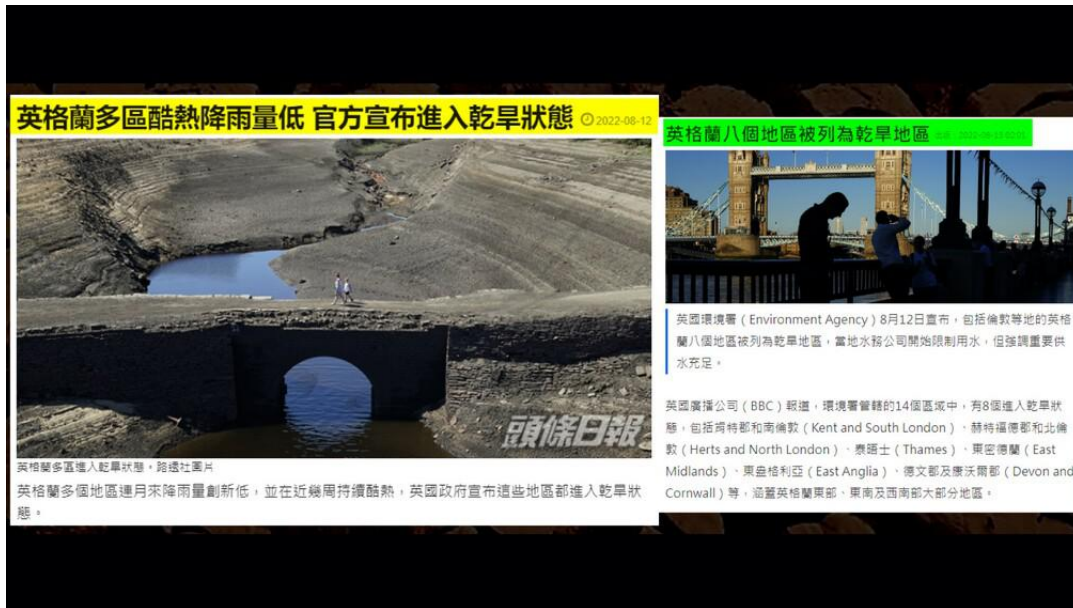 英格蘭多區酷熱降雨量低 官方宣布進入乾旱狀態 2022-08-12
頭條日報
英格蘭多區進入乾旱狀態。路透社圖片
英格蘭多個地區連月來降雨量創新低，並在近幾周持續酷熱，英國政府宣布這些地區都進入乾旱狀
態。
英格蘭八個地區被列為乾旱地區
英國環境署（Environment Agency）8月12日宣布，包括倫敦等地的英格
蘭八個地區被列為乾旱地區，當地水務公司開始限制用水，但強調重要供
水充足。
英國廣播公司（BBC）報道，環境署管轄的14個區域中，有8個進入乾旱狀
態，包括肯特郡和南倫敦（Kent and South London）、赫特福德郡和北倫
敦（Herts and North London）、泰晤士（Thames）、東密德蘭（East
Midlands）、東盎格利亞（East Anglia）、德文郡及康沃爾郡（Devon and
Cornwall）等，涵蓋英格蘭東部、東南及西南部大部分地區。